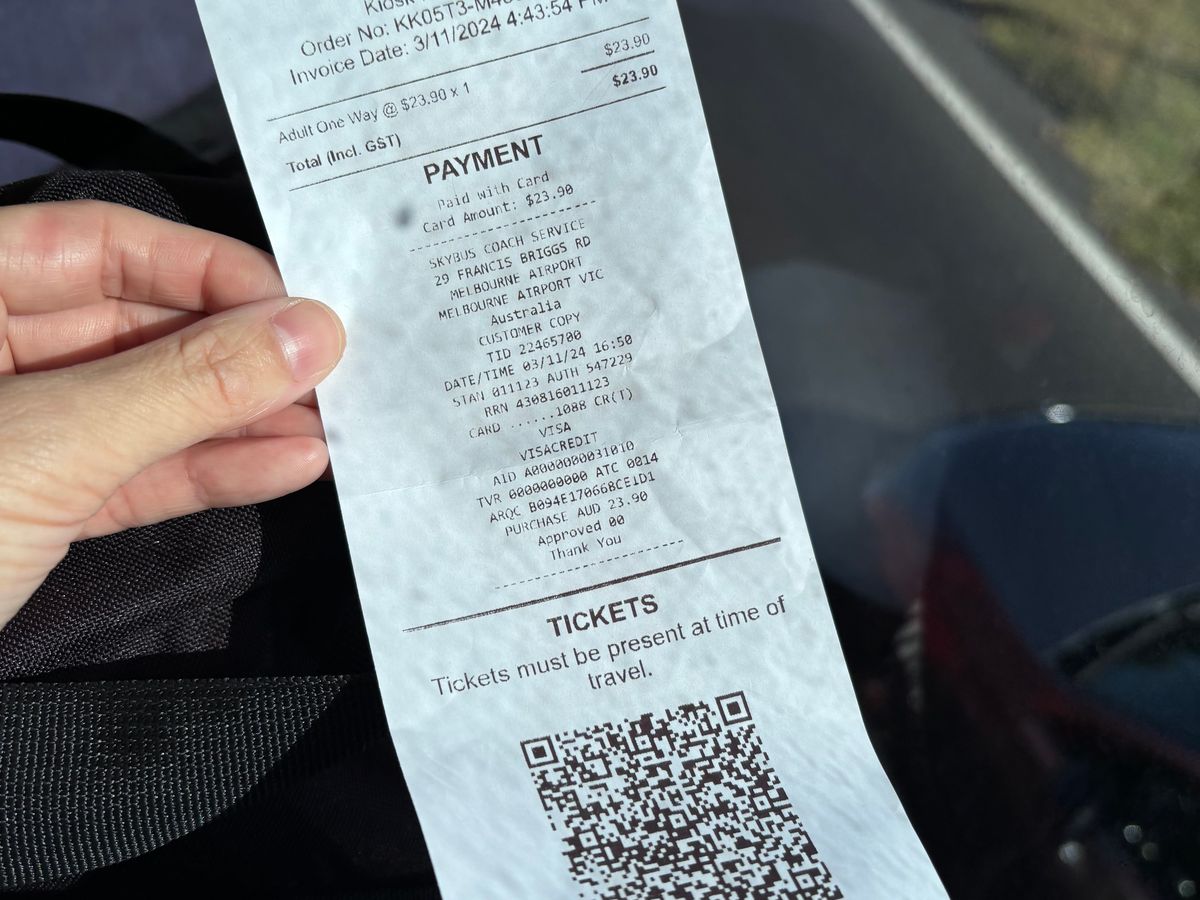 Kiosk
Order No: KK05T3-M48
Invoice Date: 3/11/2024 4:43:54 PM
Adult One Way @ $23.90 x 1 $23.90
Total (Incl. GST) $23.90
PAYMENT
Paid with Card
Card Amount: $23.90
SKYBUS COACH SERVICE
29 FRANCIS BRIGGS RD
MELBOURNE AIRPORT
MELBOURNE AIRPORT VIC
Australia
CUSTOMER COPY
TID 22465700
DATE/TIME 03/11/24 16:50
STAN 011123 AUTH 547229
RRN 430816011123
CARD ......1088 CR(T)
VISA
VISACREDIT
AID A0000000031010
TVR 0000000000 ATC 0014
ARQC B094E170668CE1D1
PURCHASE AUD 23.90
Approved 00
Thank You
TICKETS
Tickets must be present at time of
travel.